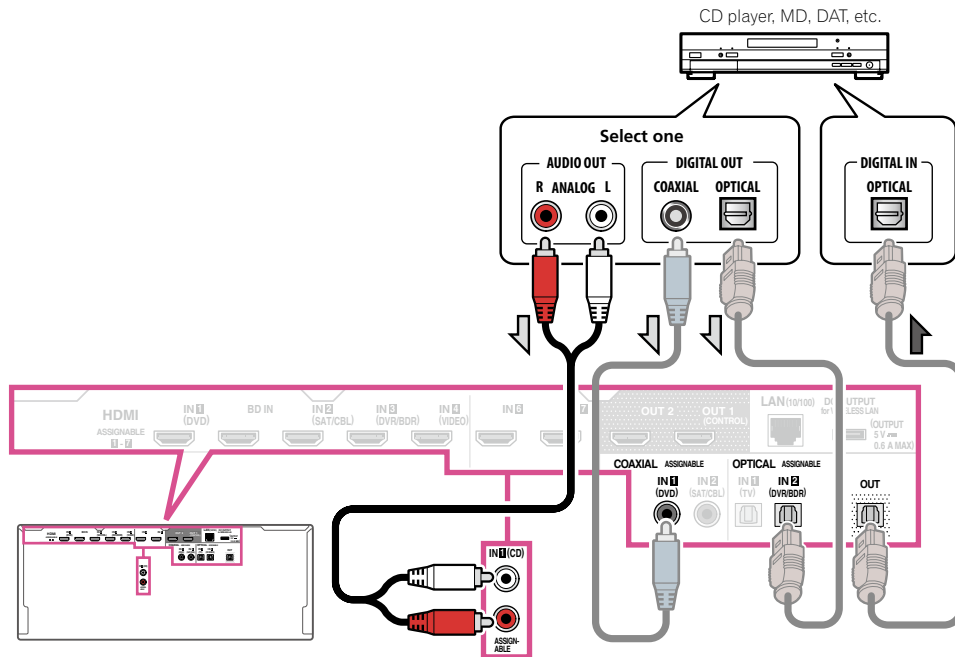 CD player, MD, DAT, etc.
Select one
AUDIO OUT
R ANALOG L
DIGITAL OUT
COAXIAL OPTICAL
DIGITAL IN
OPTICAL
HDMI
ASSIGNABLE
1 - 7
IN 1
(DVD)
BD IN
IN 2
(SAT/CBL)
IN 3
(DVR/BDR)
IN 4
(VIDEO)
IN 6
7
OUT 2
OUT 1
(CONTROL)
LAN (10/100)
OUTPUT
(OUTPUT
5 V
0.6 A MAX)
COAXIAL ASSIGNABLE
IN 1
(DVD)
IN 2
(SAT/CBL)
OPTICAL ASSIGNABLE
IN 1
(TV)
IN 2
(DVR/BDR)
OUT
IN 1 (CD)
ASSIGN-
ABLE